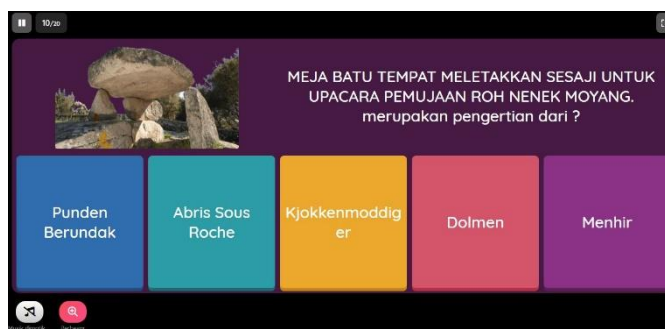 10/20
MEJA BATU TEMPAT MELETAKKAN SESAJI UNTUK
UPACARA PEMUJAAN ROH NENEK MOYANG.
merupakan pengertian dari ?
Punden
Berundak
Abris Sous
Roche
Kjokkenmoddig
er
Dolmen
Menhir